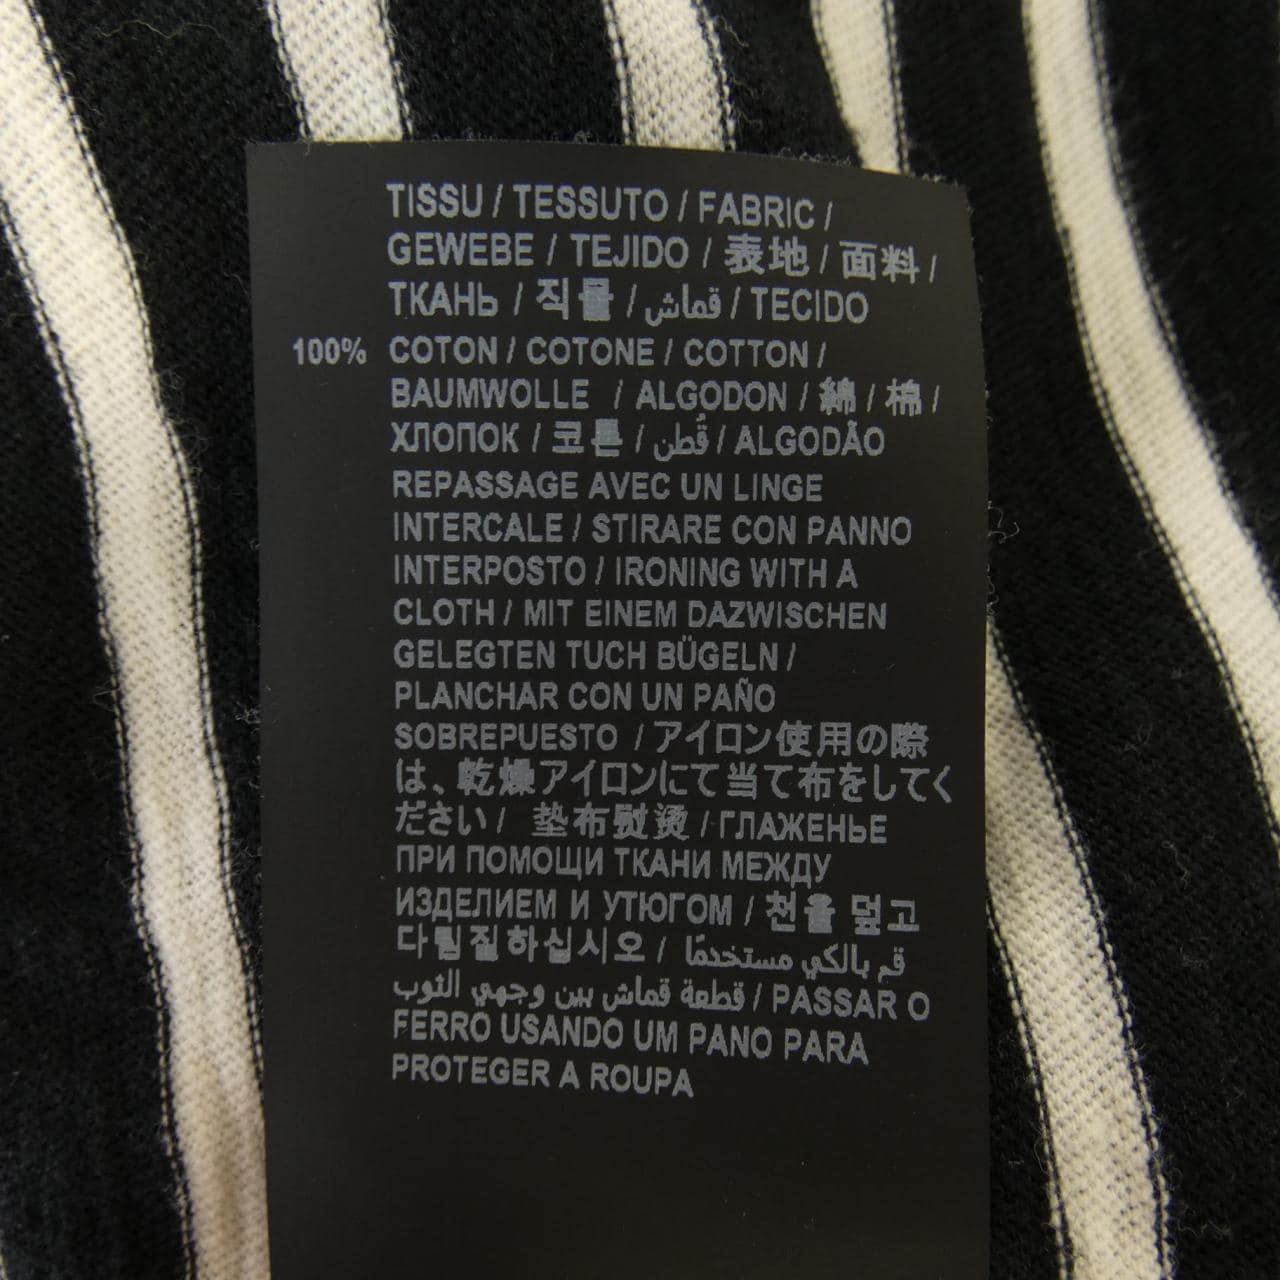 TISSU / TESSUTO / FABRIC /
GEWEBE / TEJIDO / 表地 / 面料 /
ТКАНЬ / 직물 / قماش / TECIDO
100% COTON / COTONE / COTTON /
BAUMWOLLE / ALGODON / 綿 / 棉 /
ХЛОПОК / 코튼 / قُطن / ALGODÃO
REPASSAGE AVEC UN LINGE
INTERCALE / STIRARE CON PANNO
INTERPOSTO / IRONING WITH A
CLOTH / MIT EINEM DAZWISCHEN
GELEGTEN TUCH BÜGELN /
PLANCHAR CON UN PAÑO
SOBREPUESTO / アイロン使用の際
は、乾燥アイロンにて当て布をしてく
ださい / 垫布熨烫 / ГЛАЖЕНЬЕ
ПРИ ПОМОЩИ ТКАНИ МЕЖДУ
ИЗДЕЛИЕМ И УТЮГОМ / 천을 덮고
다림질하십시오 / قم بالكي مستخدمًا
قطعة قماش بين وجهي الثوب / PASSAR O
FERRO USANDO UM PANO PARA
PROTEGER A ROUPA